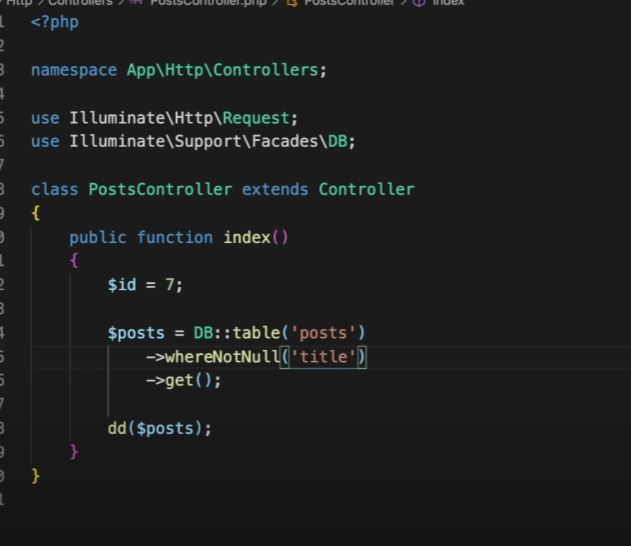 Http > Controllers > PostsController.php > PostsController > index
<?php
2
3 namespace App\Http\Controllers;
4
5 use Illuminate\Http\Request;
6 use Illuminate\Support\Facades\DB;
7
8 class PostsController extends Controller
9 {
0 public function index()
1 {
2 $id = 7;
3
4 $posts = DB::table('posts')
5 ->whereNotNull('title')
6 ->get();
7
8 dd($posts);
9 }
0 }
1